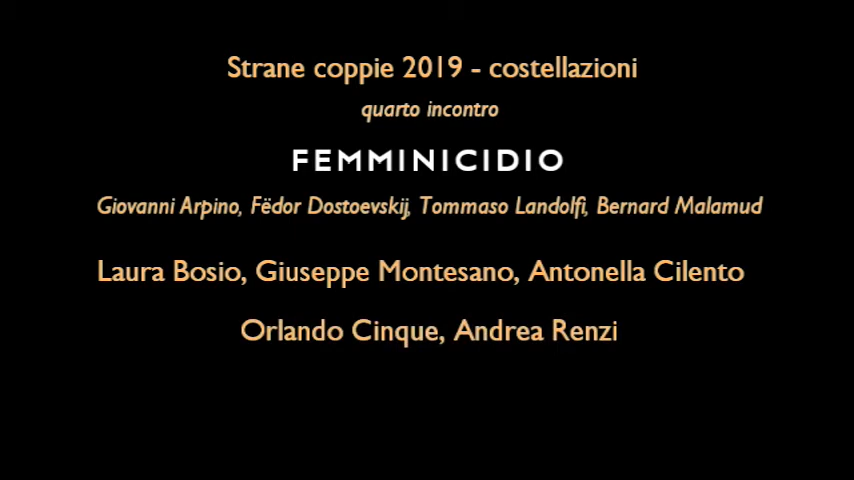 Strane coppie 2019 - costellazioni
quarto incontro
FEMMINICIDIO
Giovanni Arpino, Fëdor Dostoevskij, Tommaso Landolfi, Bernard Malamud
Laura Bosio, Giuseppe Montesano, Antonella Cilento
Orlando Cinque, Andrea Renzi